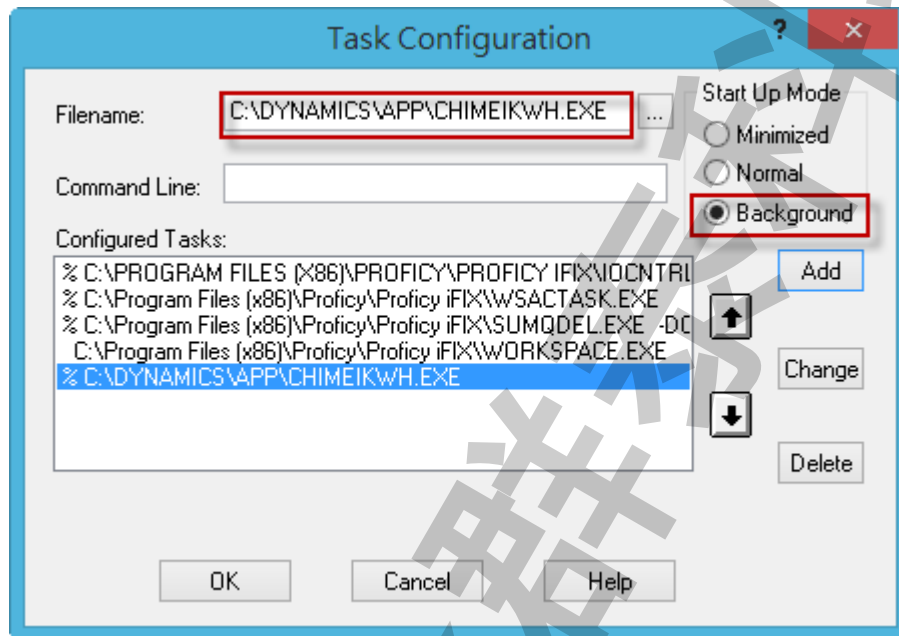 Task Configuration
?
×
Filename:
C:\DYNAMICS\APP\CHIMEIKWH.EXE
...
Start Up Mode
Minimized
Normal
Background
Command Line:
Configured Tasks:
% C:\PROGRAM FILES (X86)\PROFICY\PROFICY IFIX\IOCNTRL
% C:\Program Files (x86)\Proficy\Proficy iFIX\WSACTASK.EXE
% C:\Program Files (x86)\Proficy\Proficy iFIX\SUMQDEL.EXE -DC
C:\Program Files (x86)\Proficy\Proficy iFIX\WORKSPACE.EXE
% C:\DYNAMICS\APP\CHIMEIKWH.EXE
Add
Change
Delete
OK
Cancel
Help
群泰科